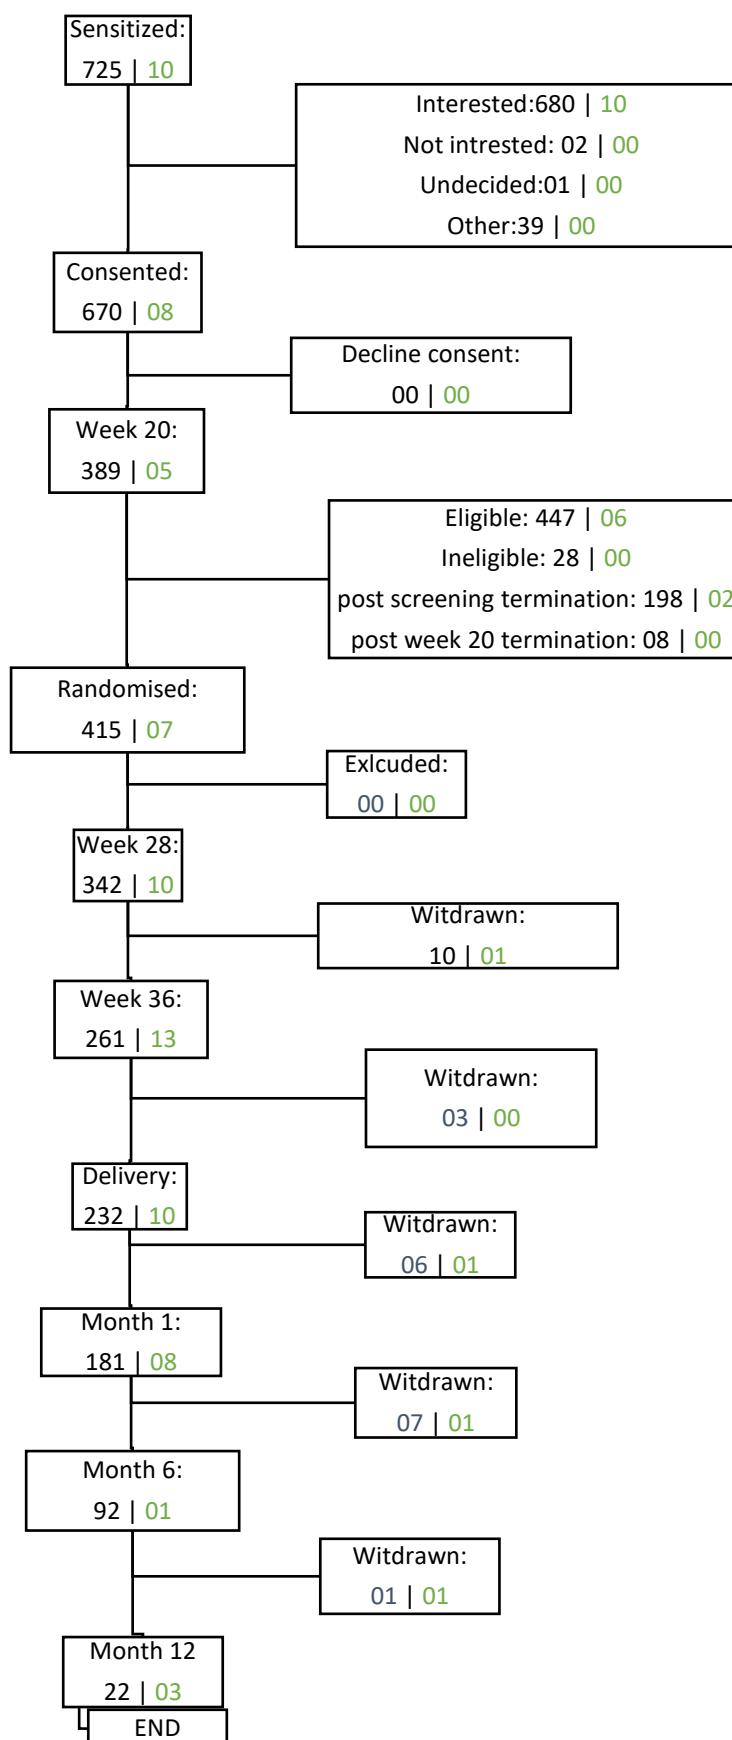 Sensitized:
725 | 10
Interested:680 | 10
Not intrested: 02 | 00
Undecided:01 | 00
Other:39 | 00
Consented:
670 | 08
Decline consent:
00 | 00
Week 20:
389 | 05
Eligible: 447 | 06
Ineligible: 28 | 00
post screening termination: 198 | 02
post week 20 termination: 08 | 00
Randomised:
415 | 07
Exlcuded:
00 | 00
Week 28:
342 | 10
Witdrawn:
10 | 01
Week 36:
261 | 13
Witdrawn:
03 | 00
Delivery:
232 | 10
Witdrawn:
06 | 01
Month 1:
181 | 08
Witdrawn:
07 | 01
Month 6:
92 | 01
Witdrawn:
01 | 01
Month 12
22 | 03
END